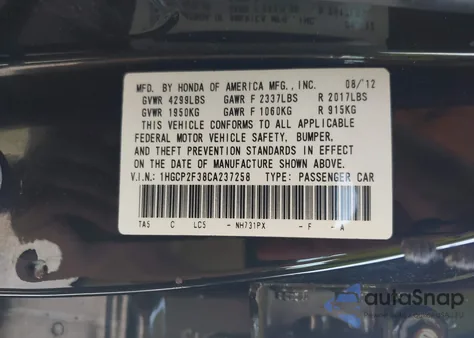 MFD. BY HONDA OF AMERICA MFG., INC. 08/'12
GVWR 4299LBS GAWR F 2337LBS R 2017LBS
GVWR 1950KG GAWR F 1060KG R 915KG
THIS VEHICLE CONFORMS TO ALL APPLICABLE
FEDERAL MOTOR VEHICLE SAFETY, BUMPER,
AND THEFT PREVENTION STANDARDS IN EFFECT
ON THE DATE OF MANUFACTURE SHOWN ABOVE.
V.I.N.: 1HGCP2F38CA237258 TYPE: PASSENGER CAR
TA5 C LC5 - NH731PX - F - A
autoSnap